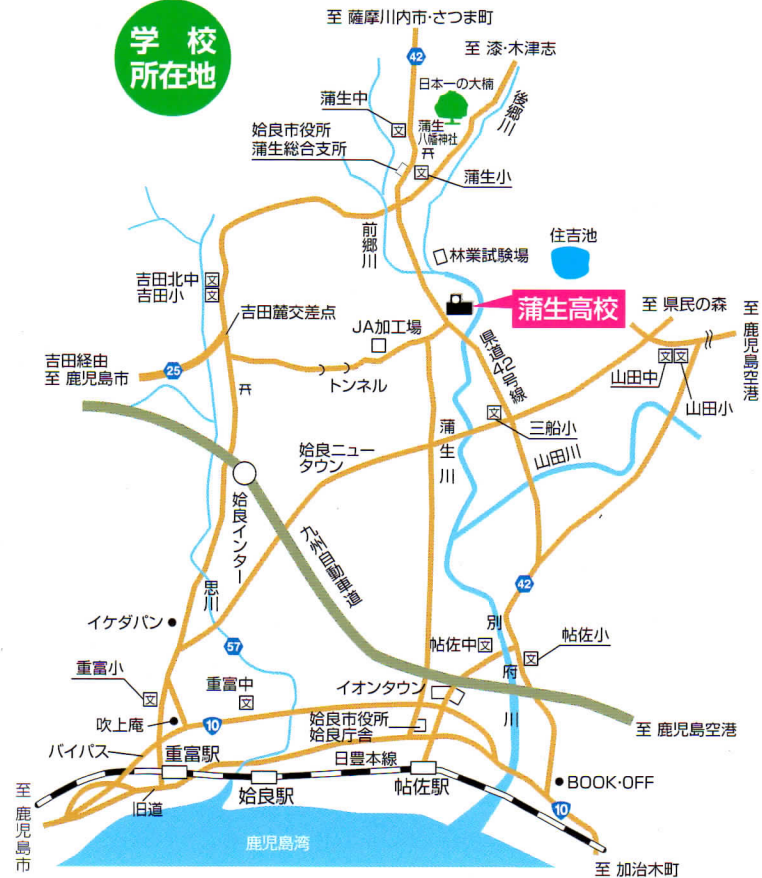 学校
所在地
至 薩摩川内市・さつま町
42
至 漆・木津志
日本一の大楠
後郷川
蒲生中
文
蒲生
八幡神社
姶良市役所
蒲生総合支所
文
蒲生小
前郷川
林業試験場
住吉池
吉田北中
文
吉田小
文
蒲生高校
至 県民の森
至 鹿児島空港
吉田麓交差点
JA加工場
県道42号線
吉田経由
至 鹿児島市
25
トンネル
文
文
山田中
山田小
文
三船小
蒲生川
姶良ニュー
タウン
山田川
姶良インター
九州自動車道
思川
42
イケダパン
別府川
57
帖佐中
文
文
帖佐小
重富小
文
重富中
文
イオンタウン
吹上庵
10
姶良市役所
姶良庁舎
至 鹿児島空港
バイパス
重富駅
日豊本線
姶良駅
帖佐駅
BOOK・OFF
旧道
10
至 鹿児島市
鹿児島湾
至 加治木町